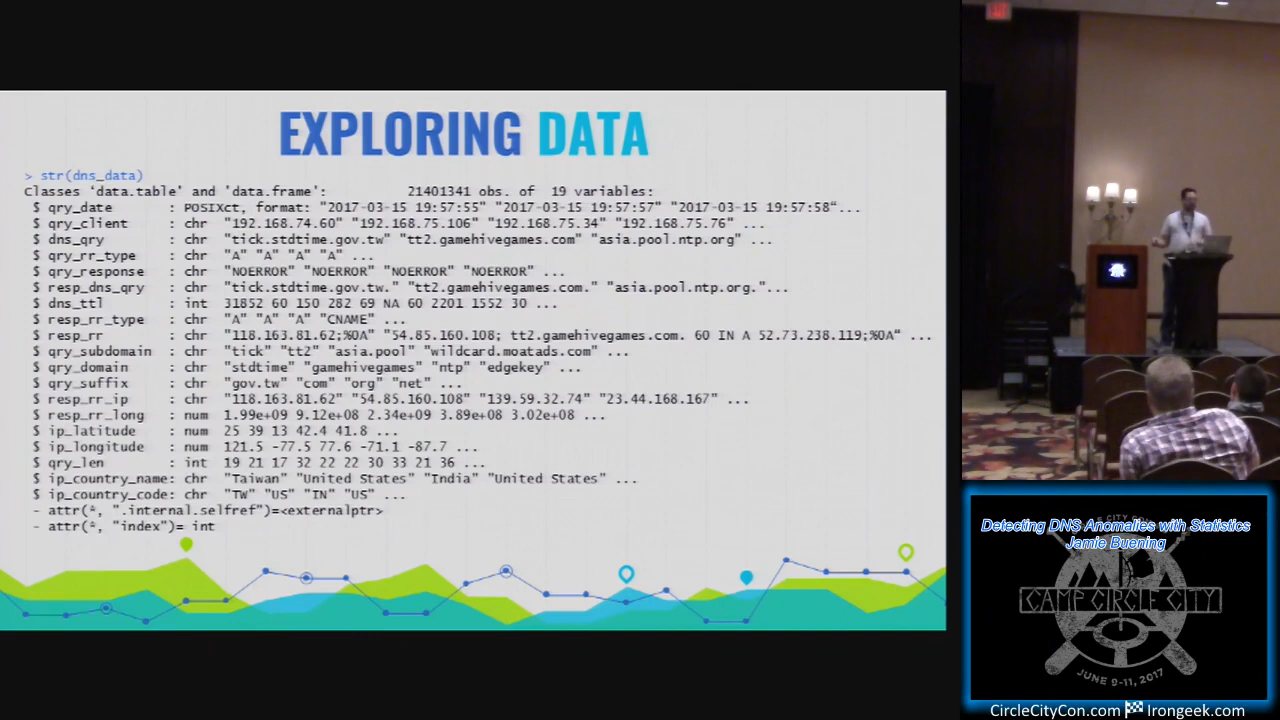 EXPLORING DATA
> str(dns_data)
Classes ‘data.table’ and 'data.frame': 21401341 obs. of 19 variables:
$ qry_date : POSIXct, format: "2017-03-15 19:57:55" "2017-03-15 19:57:57" "2017-03-15 19:57:58“...
$ qry_client : chr "192.168.74.60" "192.168.75.106" "192.168.75.34" "192.168.75.76" ...
$ dns_qry : chr "tick.stdtime.gov.tw" "tt2.gamehivegames.com" "asia.pool.ntp.org" ...
$ qry_rr_type : chr "A" "A" "A" "A" ...
$ qry_response : chr "NOERROR" "NOERROR" "NOERROR" "NOERROR" ...
$ resp_dns_qry : chr "tick.stdtime.gov.tw." "tt2.gamehivegames.com." "asia.pool.ntp.org."...
$ dns_ttl : int 31852 60 150 282 69 NA 60 2201 1552 30 ...
$ resp_rr_type : chr "A" "A" "A" "CNAME" ...
$ resp_rr : chr "118.163.81.62;%0A" "54.85.160.108; tt2.gamehivegames.com. 60 IN A 52.73.238.119;%0A“ ...
$ qry_subdomain : chr "tick" "tt2" "asia.pool" "wildcard.moatads.com" ...
$ qry_domain : chr "stdtime" "gamehivegames" "ntp" "edgekey" ...
$ qry_suffix : chr "gov.tw" "com" "org" "net" ...
$ resp_rr_ip : chr "118.163.81.62" "54.85.160.108" "139.59.32.74" "23.44.168.167" ...
$ resp_rr_long : num 1.99e+09 9.12e+08 2.34e+09 3.89e+08 3.02e+08 ...
$ ip_latitude : num 25 39 13 42.4 41.8 ...
$ ip_longitude : num 121.5 -77.5 77.6 -71.1 -87.7 ...
$ qry_len : int 19 21 17 32 22 22 30 33 21 36 ...
$ ip_country_name: chr "Taiwan" "United States" "India" "United States" ...
$ ip_country_code: chr "TW" "US" "IN" "US" ...
- attr(*, ".internal.selfref")=<externalptr>
- attr(*, "index")= int
Detecting DNS Anomalies with Statistics
Jamie Buening
CAMP CIRCLE CITY
JUNE 9-11, 2017
CircleCityCon.com Irongeek.com